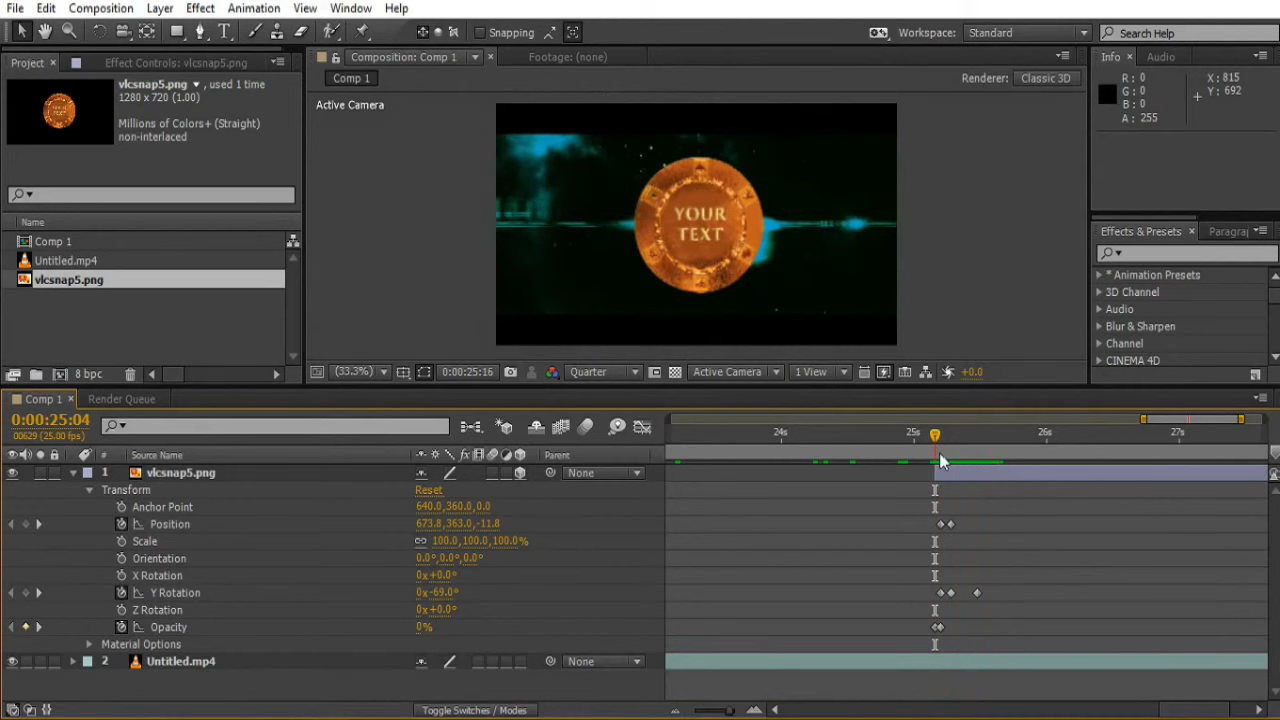 File Edit Composition Layer Effect Animation View Window Help
Snapping Workspace: Standard Search Help
Project × Effect Controls: vlcsnap5.png Composition: Comp 1 × Footage: (none) Info × Audio
vlcsnap5.png ▾ , used 1 time
1280 x 720 (1.00)
Millions of Colors+ (Straight)
non-interlaced
Comp 1 Renderer: Classic 3D
Active Camera
R: 0 X: 815
G: 0 Y: 692
B: 0
A: 255
YOUR
TEXT
YOUR
TEXT
Name
Comp 1
Untitled.mp4
vlcsnap5.png
Effects & Presets × Paragraj
* Animation Presets
3D Channel
Audio
Blur & Sharpen
Channel
CINEMA 4D
8 bpc (33.3%) 0:00:25:16 Quarter Active Camera 1 View +0.0
Comp 1 × Render Queue
0:00:25:04
00629 (25.00 fps)
24s 25s 26s 27s
# Source Name Parent
1 vlcsnap5.png None
Transform Reset
Anchor Point 640.0,360.0,0.0
Position 673.8,363.0,-11.8
Scale 100.0,100.0,100.0%
Orientation 0.0°,0.0°,0.0°
X Rotation 0x+0.0°
Y Rotation 0x-69.0°
Z Rotation 0x+0.0°
Opacity 0%
Material Options
2 Untitled.mp4 None
Toggle Switches / Modes